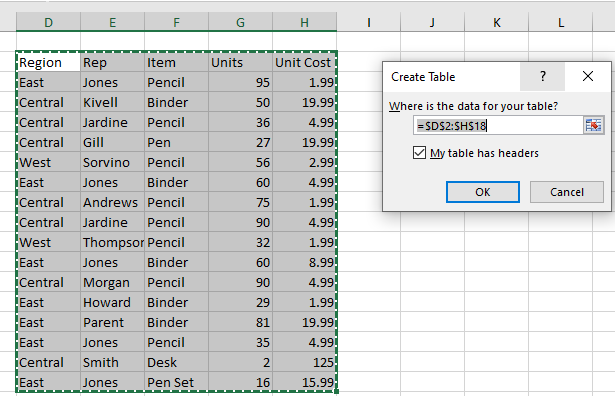 D E F G H I J K L
Region Rep Item Units Unit Cost
East Jones Pencil 95 1.99
Central Kivell Binder 50 19.99
Central Jardine Pencil 36 4.99
Central Gill Pen 27 19.99
West Sorvino Pencil 56 2.99
East Jones Binder 60 4.99
Central Andrews Pencil 75 1.99
Central Jardine Pencil 90 4.99
West Thompsor Pencil 32 1.99
East Jones Binder 60 8.99
Central Morgan Pencil 90 4.99
East Howard Binder 29 1.99
East Parent Binder 81 19.99
East Jones Pencil 35 4.99
Central Smith Desk 2 125
East Jones Pen Set 16 15.99
Create Table ? ×
Where is the data for your table?
=$D$2:$H$18
My table has headers
OK Cancel